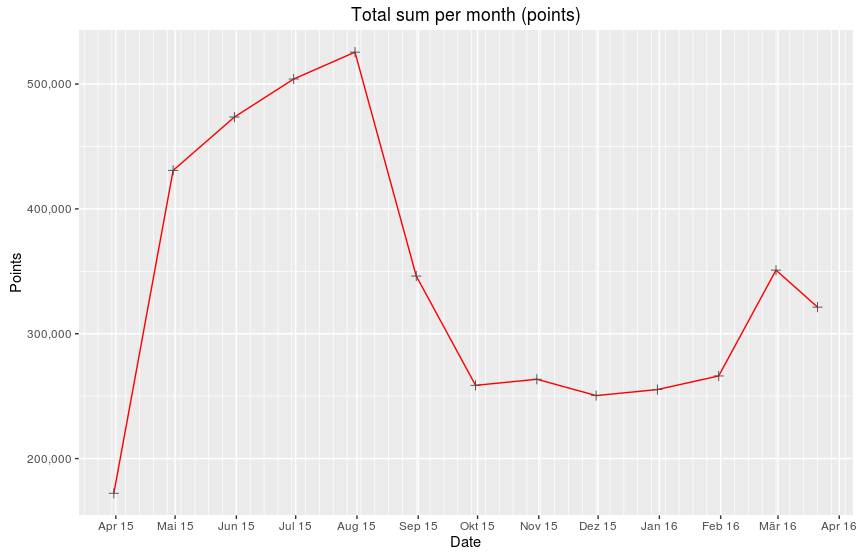 Total sum per month (points)
Points
500,000
400,000
300,000
200,000
Apr 15 Mai 15 Jun 15 Jul 15 Aug 15 Sep 15 Okt 15 Nov 15 Dez 15 Jan 16 Feb 16 Mär 16 Apr 16
Date